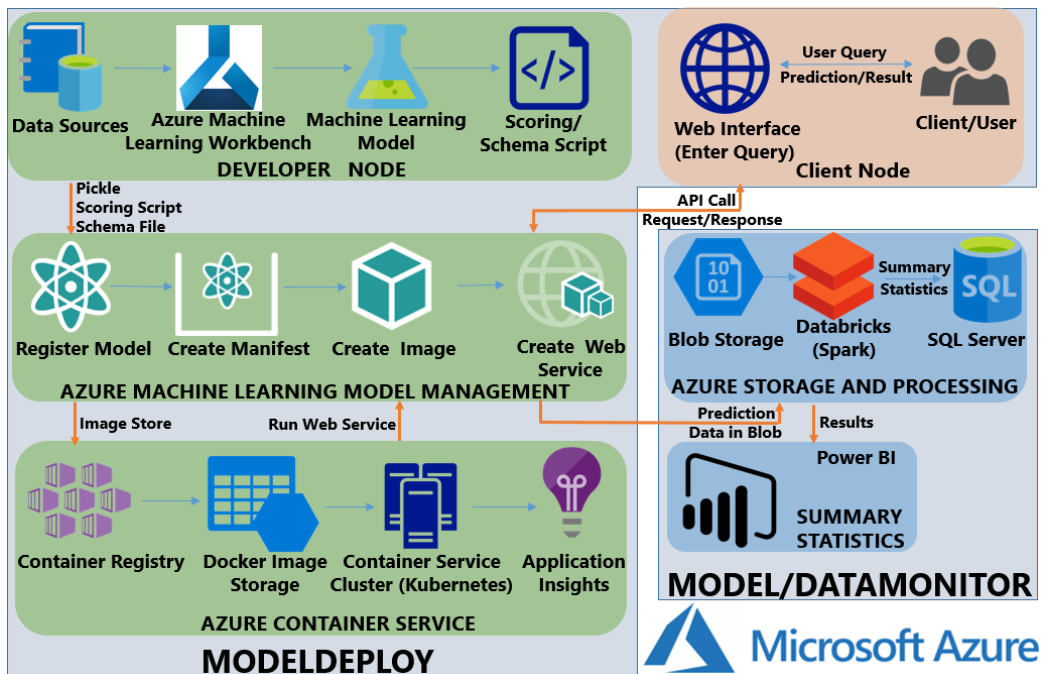 Data Sources
Azure Machine
Learning Workbench
Machine Learning
Model
</>
Scoring/
Schema Script
DEVELOPER NODE
User Query
Prediction/Result
Web Interface
(Enter Query)
Client/User
Client Node
Pickle
Scoring Script
Schema File
API Call
Request/Response
Register Model
Create Manifest
Create Image
Create Web
Service
AZURE MACHINE LEARNING MODEL MANAGEMENT
10
01
Blob Storage
Databricks
(Spark)
Summary
Statistics
SQL
SQL Server
AZURE STORAGE AND PROCESSING
Image Store
Run Web Service
Prediction
Data in Blob
Results
Container Registry
Docker Image
Storage
Container Service
Cluster (Kubernetes)
Application
Insights
AZURE CONTAINER SERVICE
Power BI
SUMMARY
STATISTICS
MODEL/DATAMONITOR
MODELDEPLOY
Microsoft Azure